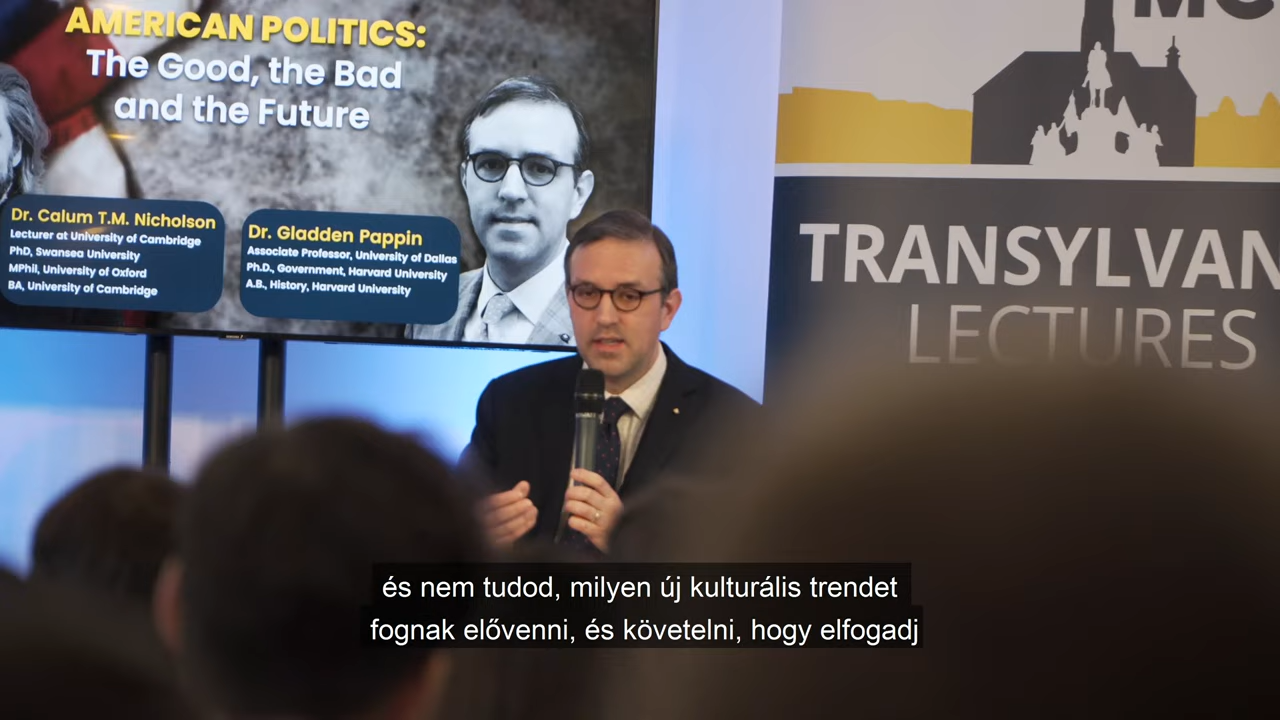 AMERICAN POLITICS:
The Good, the Bad
and the Future
Dr. Calum T.M. Nicholson
Lecturer at University of Cambridge
PhD, Swansea University
MPhil, University of Oxford
BA, University of Cambridge
Dr. Gladden Pappin
Associate Professor, University of Dallas
Ph.D., Government, Harvard University
A.B., History, Harvard University
TRANSYLVAN
LECTURES
és nem tudod, milyen új kulturális trendet
fognak elővenni, és követelni, hogy elfogadj